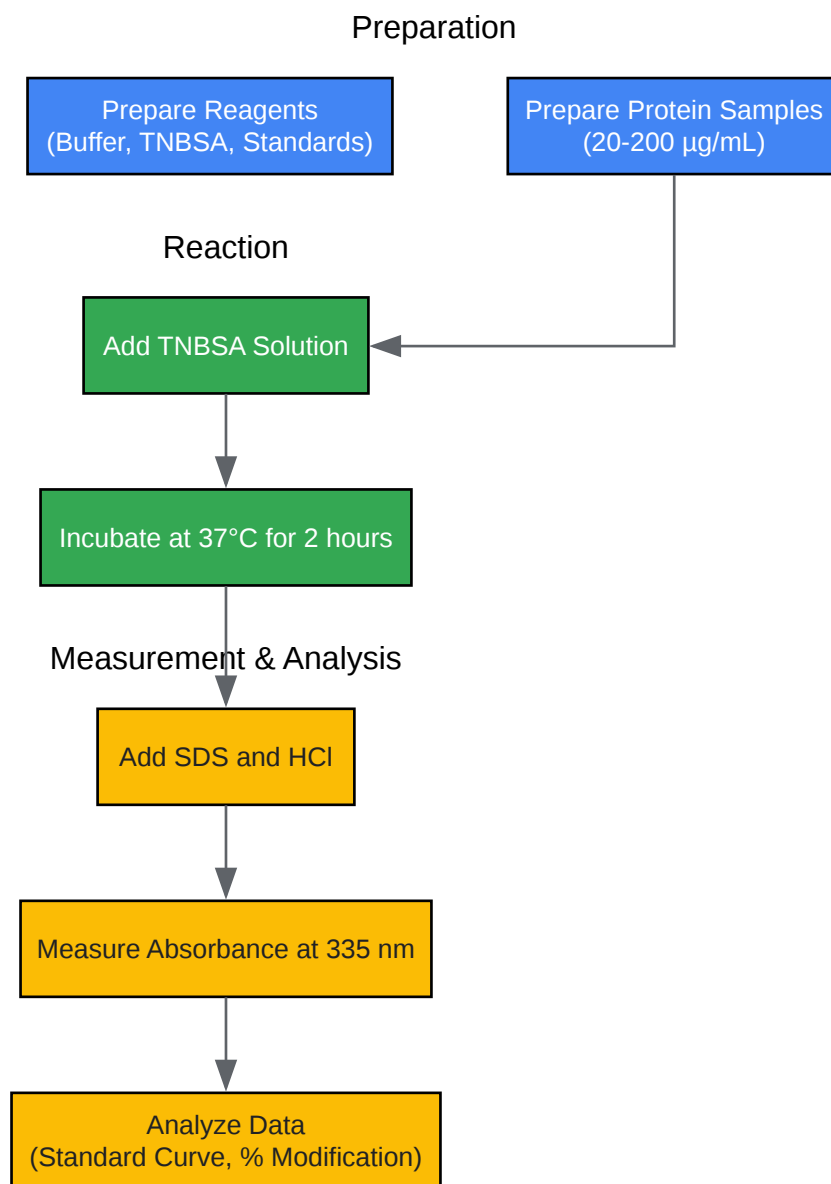 Preparation
Prepare Reagents
(Buffer, TNBSA, Standards)
Prepare Protein Samples
(20-200 µg/mL)
Reaction
Add TNBSA Solution
Incubate at 37°C for 2 hours
Measurement & Analysis
Add SDS and HCl
Measure Absorbance at 335 nm
Analyze Data
(Standard Curve, % Modification)